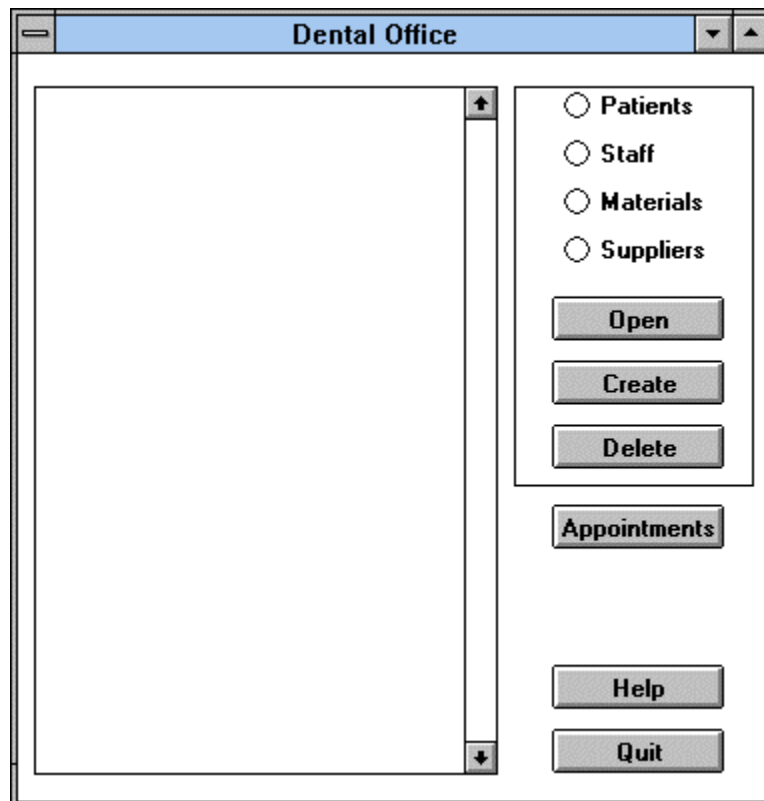 Dental Office
Patients
Staff
Materials
Suppliers
Open
Create
Delete
Appointments
Help
Quit